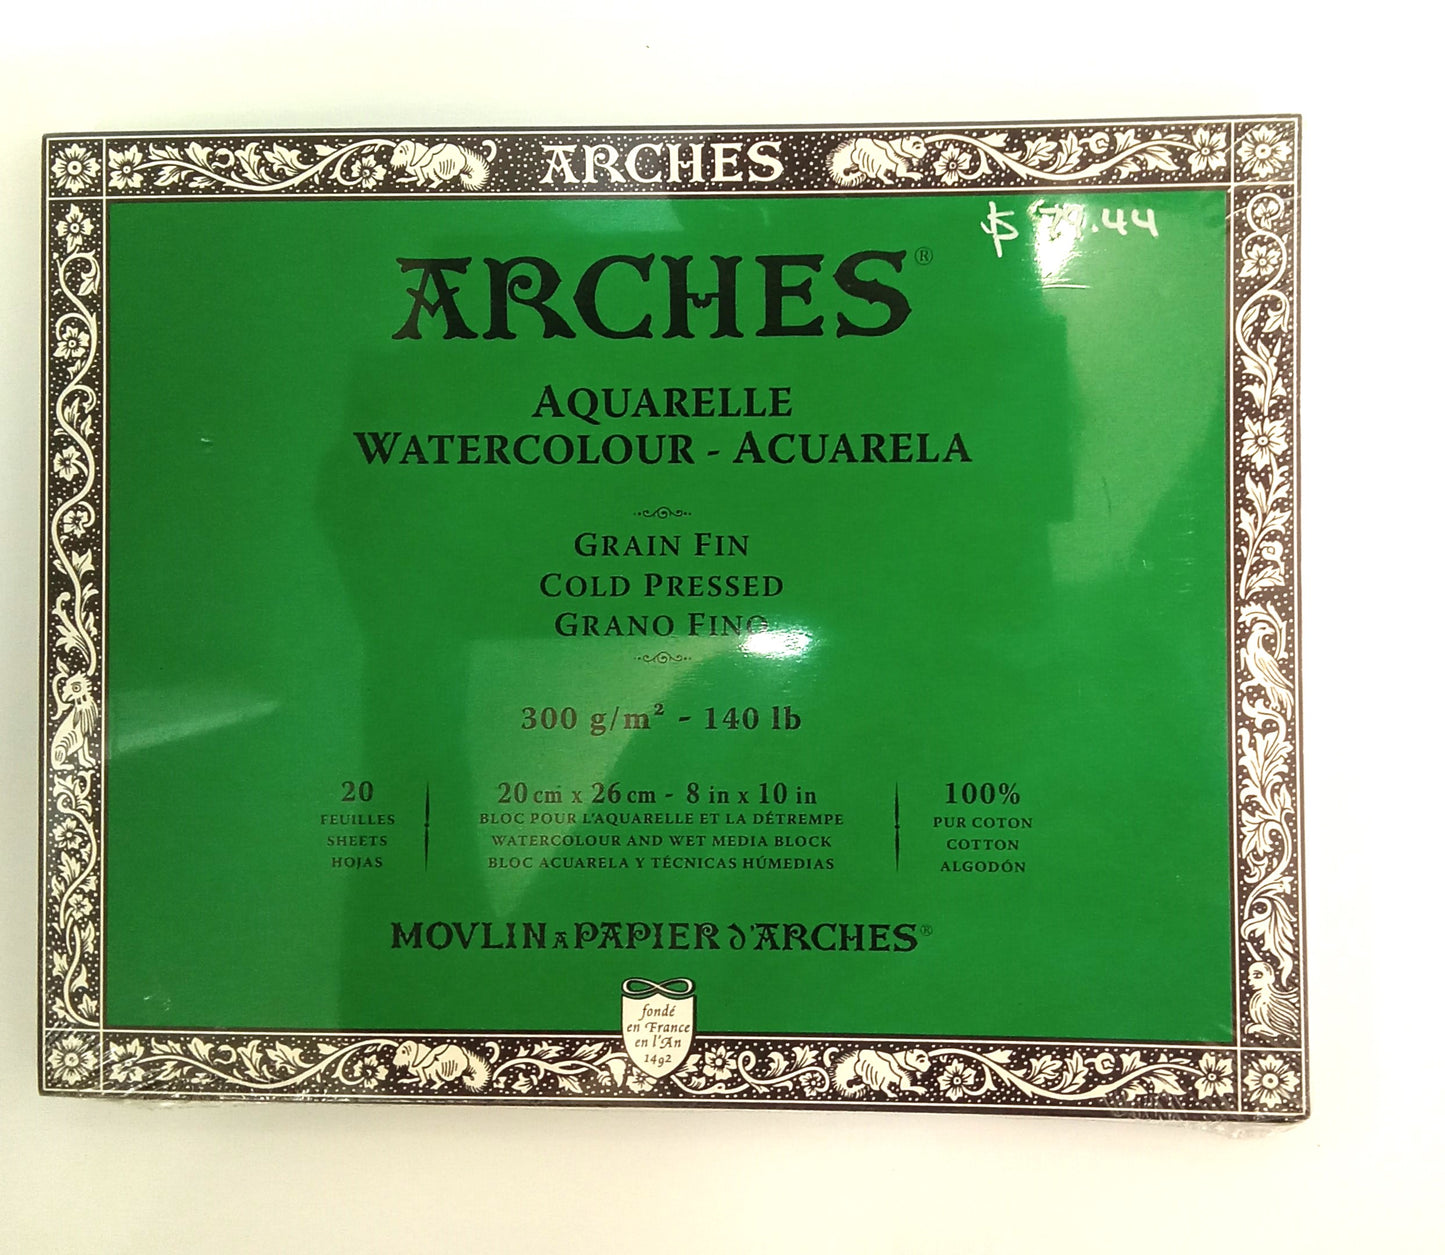 ARCHES
$ .44
ARCHES®
AQUARELLE
WATERCOLOUR - ACUARELA
GRAIN FIN
COLD PRESSED
GRANO FINO
300 g/m² - 140 lb
20
FEUILLES
SHEETS
HOJAS
20 cm x 26 cm - 8 in x 10 in
BLOC POUR L'AQUARELLE ET LA DÉTREMPE
WATERCOLOUR AND WET MEDIA BLOCK
BLOC ACUARELA Y TÉCNICAS HÚMEDIAS
100%
PUR COTON
COTTON
ALGODÓN
MOVLIN A PAPIER d'ARCHES®
fondé
en France
en l'An
1492